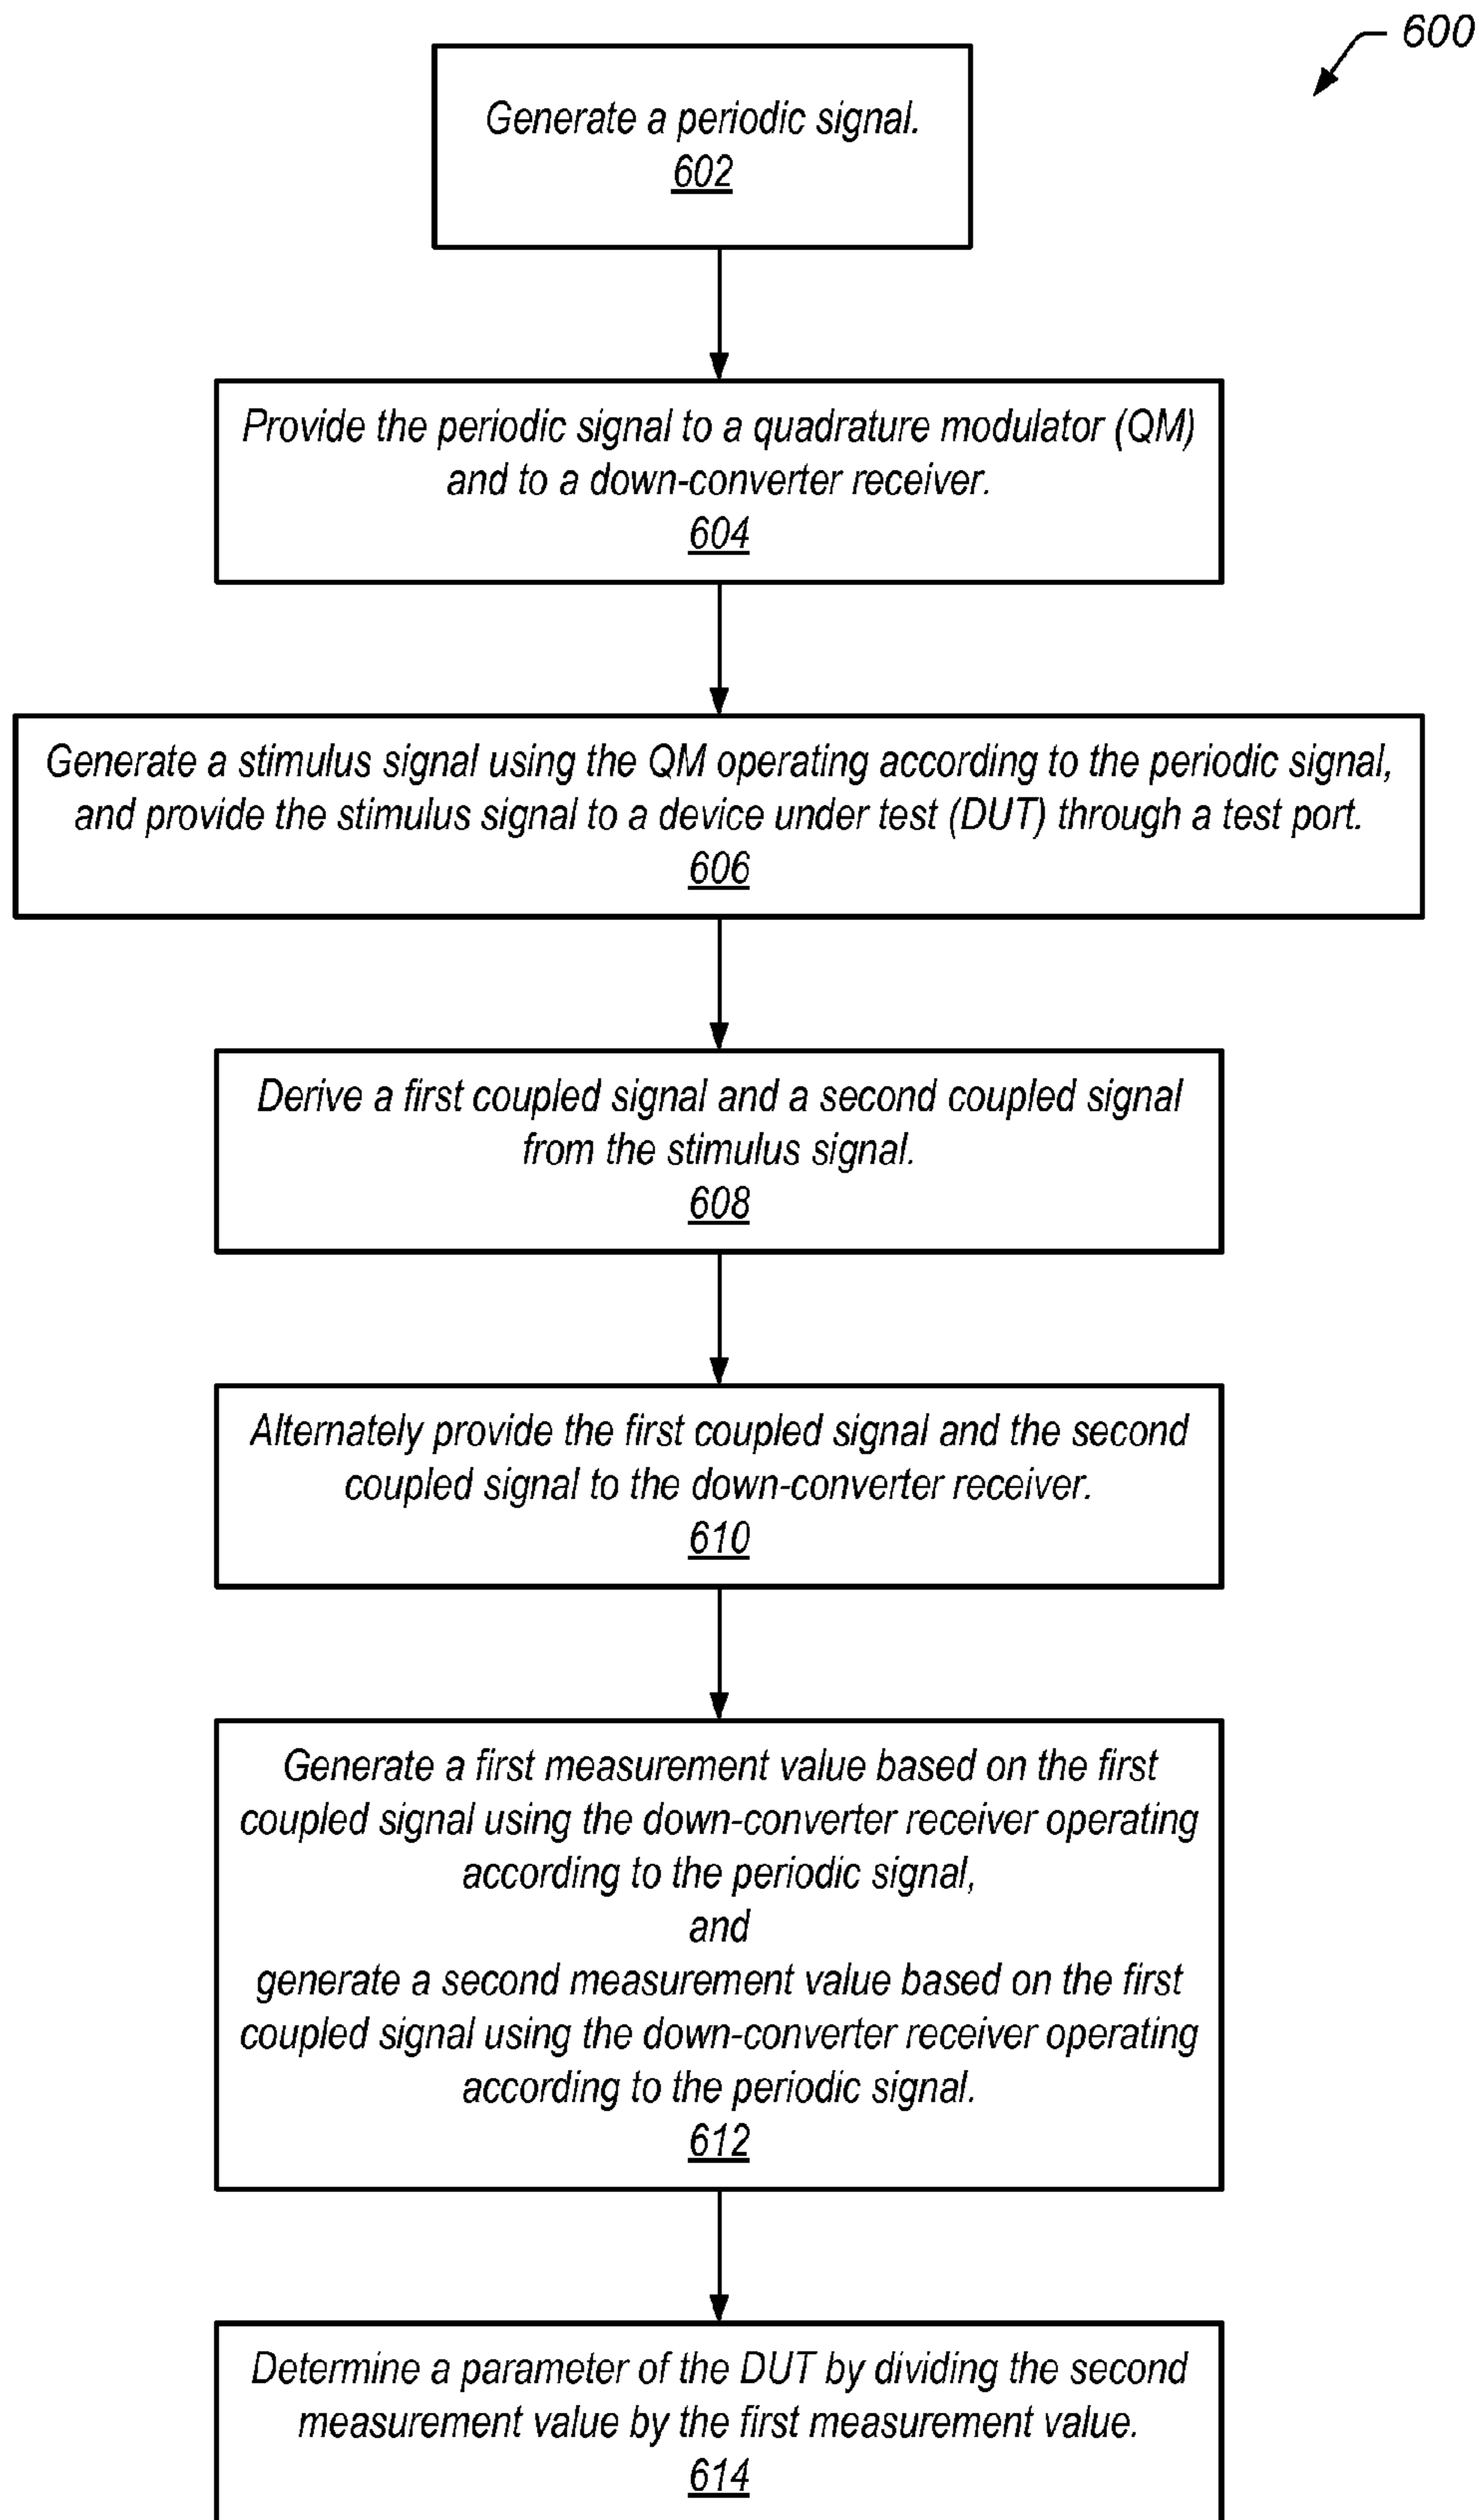 600
Generate a periodic signal.
602
Provide the periodic signal to a quadrature modulator (QM)
and to a down-converter receiver.
604
Generate a stimulus signal using the QM operating according to the periodic signal,
and provide the stimulus signal to a device under test (DUT) through a test port.
606
Derive a first coupled signal and a second coupled signal
from the stimulus signal.
608
Alternately provide the first coupled signal and the second
coupled signal to the down-converter receiver.
610
Generate a first measurement value based on the first
coupled signal using the down-converter receiver operating
according to the periodic signal,
and
generate a second measurement value based on the first
coupled signal using the down-converter receiver operating
according to the periodic signal.
612
Determine a parameter of the DUT by dividing the second
measurement value by the first measurement value.
614